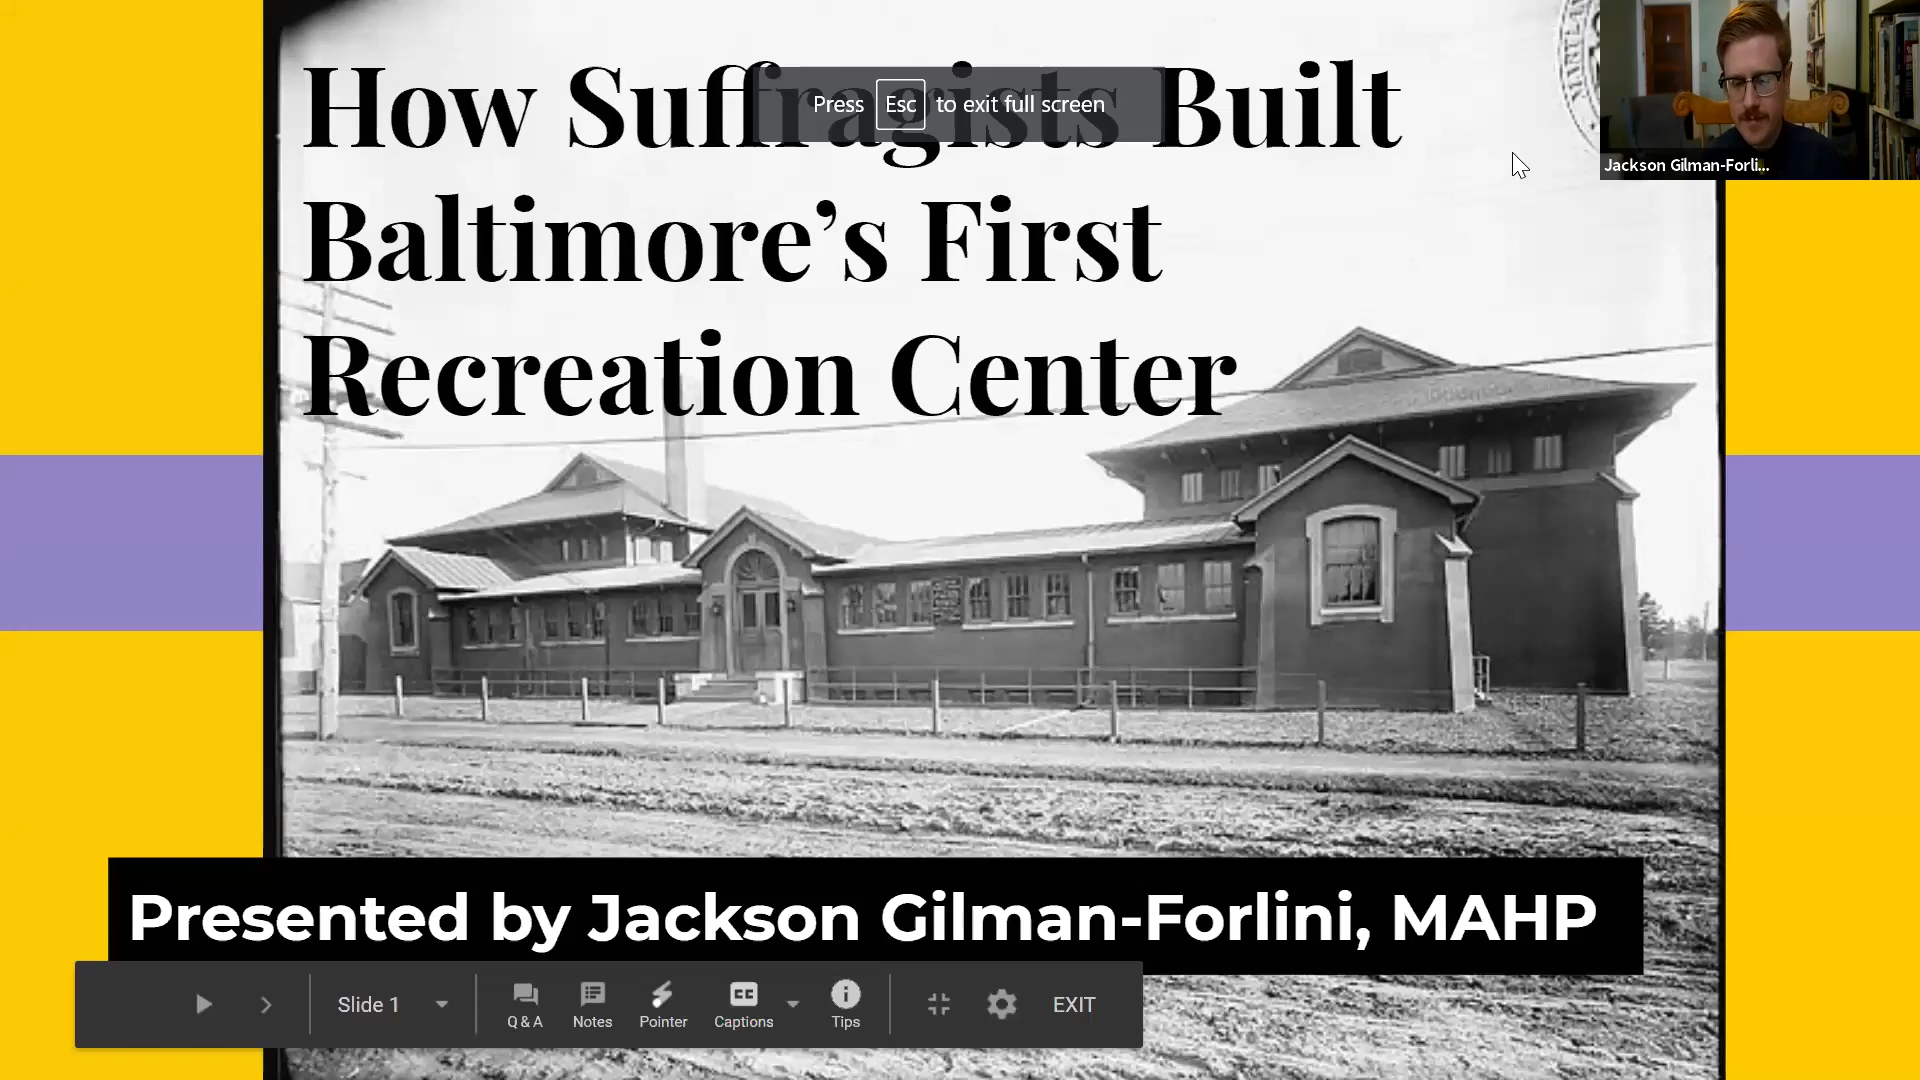 How Suffragists Built
Press Esc to exit full screen
Baltimore’s First
Recreation Center
Jackson Gilman-Forli...
Presented by Jackson Gilman-Forlini, MAHP
Slide 1
Q & A
Notes
Pointer
CC
Captions
Tips
EXIT